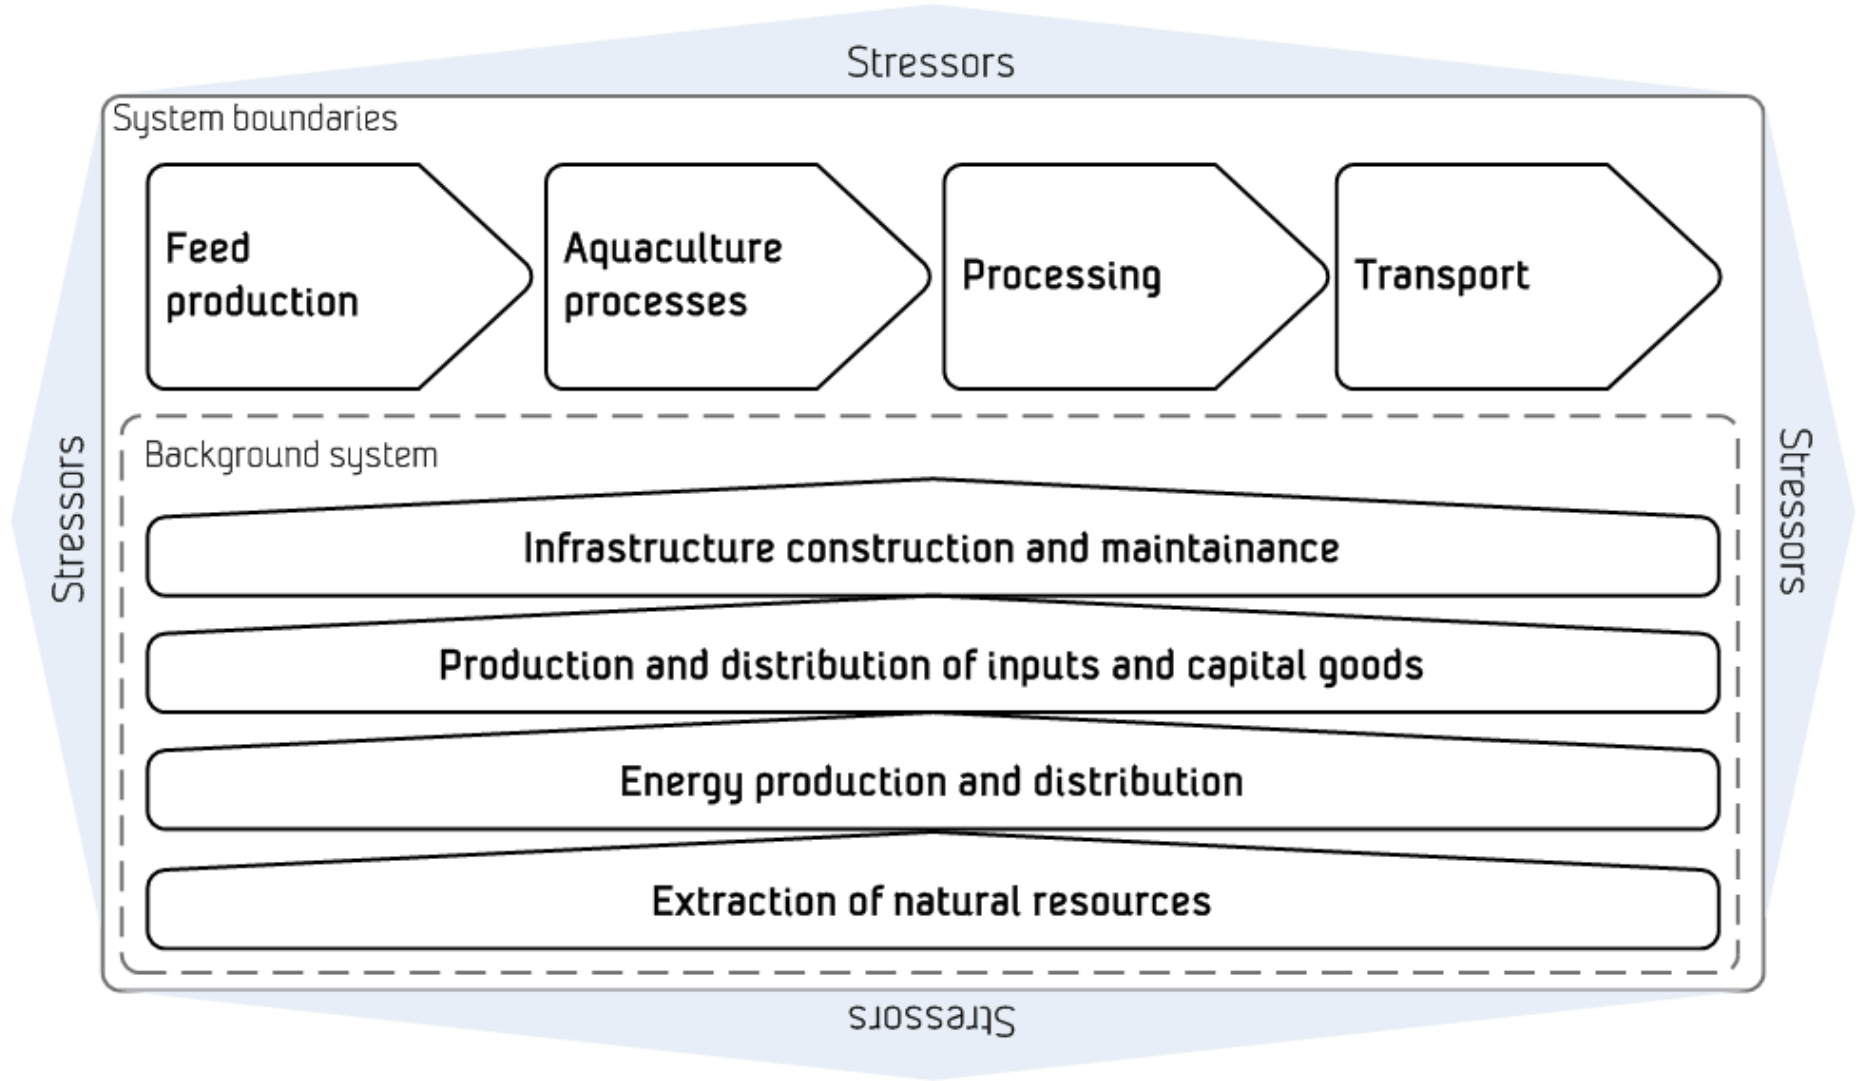 Stressors
System boundaries
Feed
production
Aquaculture
processes
Processing
Transport
Background system
Infrastructure construction and maintainance
Production and distribution of inputs and capital goods
Energy production and distribution
Extraction of natural resources
Stressors
Stressors
Stressors